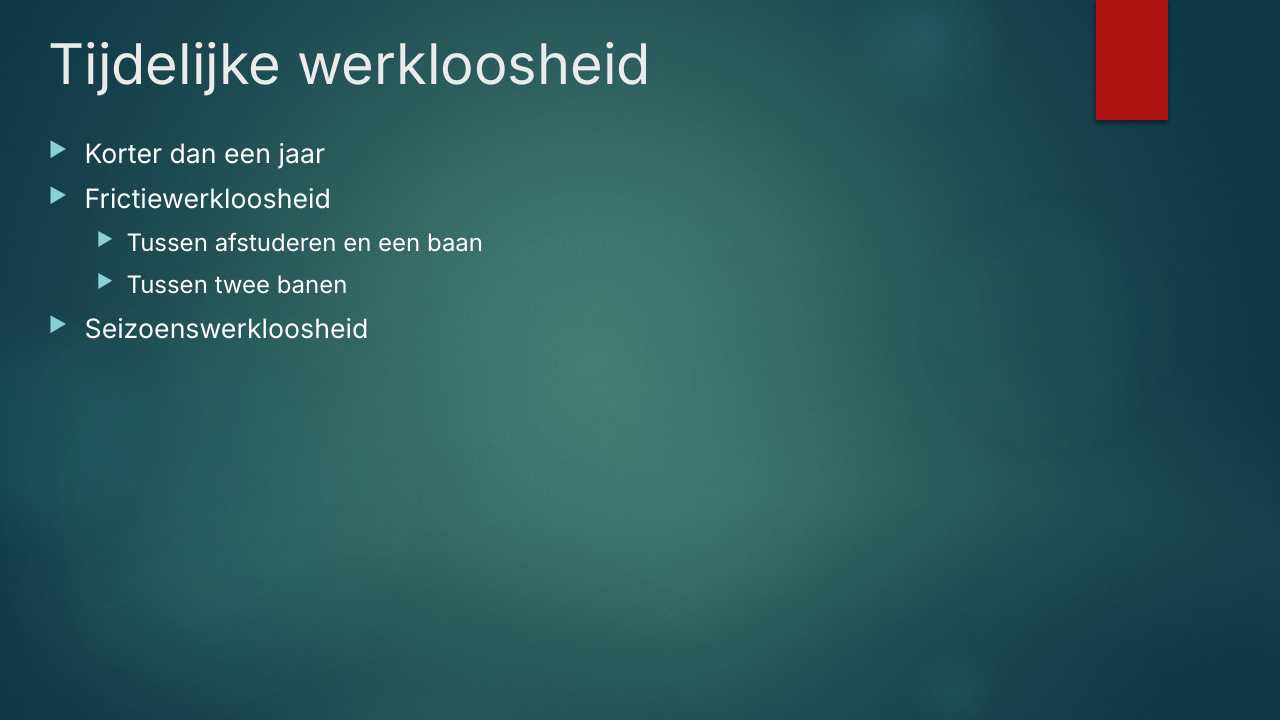 Tijdelijke werkloosheid
Korter dan een jaar
Frictiewerkloosheid
Tussen afstuderen en een baan
Tussen twee banen
Seizoenswerkloosheid